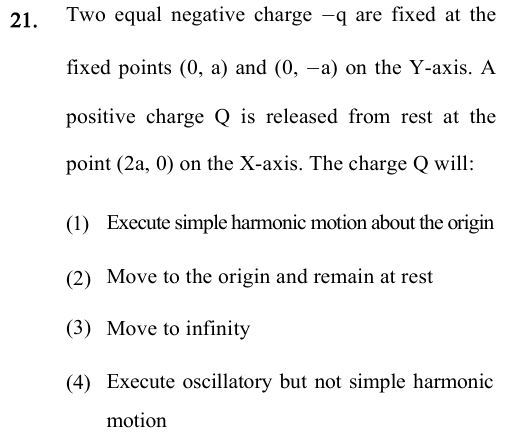 21. Two equal negative charge −q are fixed at the
fixed points (0, a) and (0, −a) on the Y-axis. A
positive charge Q is released from rest at the
point (2a, 0) on the X-axis. The charge Q will:
(1) Execute simple harmonic motion about the origin
(2) Move to the origin and remain at rest
(3) Move to infinity
(4) Execute oscillatory but not simple harmonic
motion